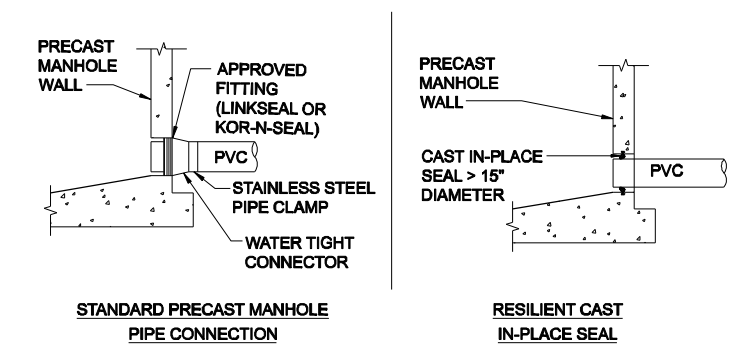 PRECAST
MANHOLE
WALL
APPROVED
FITTING
(LINKSEAL OR
KOR-N-SEAL)
PVC
STAINLESS STEEL
PIPE CLAMP
WATER TIGHT
CONNECTOR
STANDARD PRECAST MANHOLE
PIPE CONNECTION
PRECAST
MANHOLE
WALL
CAST IN-PLACE
SEAL > 15"
DIAMETER
PVC
RESILIENT CAST
IN-PLACE SEAL